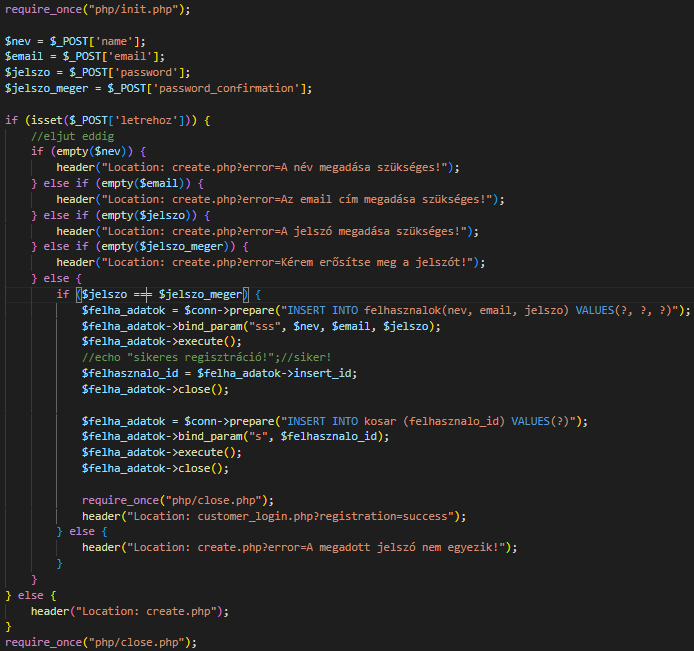 require_once("php/init.php");
$nev = $_POST['name'];
$email = $_POST['email'];
$jelszo = $_POST['password'];
$jelszo_meger = $_POST['password_confirmation'];
if (isset($_POST['letrehoz'])) {
//eljut eddig
if (empty($nev)) {
header("Location: create.php?error=A név megadása szükséges!");
} else if (empty($email)) {
header("Location: create.php?error=Az email cím megadása szükséges!");
} else if (empty($jelszo)) {
header("Location: create.php?error=A jelszó megadása szükséges!");
} else if (empty($jelszo_meger)) {
header("Location: create.php?error=Kérem erősítse meg a jelszót!");
} else {
if ($jelszo === $jelszo_meger) {
$felha_adatok = $conn->prepare("INSERT INTO felhasznalok(nev, email, jelszo) VALUES(?, ?, ?)");
$felha_adatok->bind_param("sss", $nev, $email, $jelszo);
$felha_adatok->execute();
//echo "sikeres regisztráció!";//siker!
$felhasznalo_id = $felha_adatok->insert_id;
$felha_adatok->close();
$felha_adatok = $conn->prepare("INSERT INTO kosar (felhasznalo_id) VALUES(?)");
$felha_adatok->bind_param("s", $felhasznalo_id);
$felha_adatok->execute();
$felha_adatok->close();
require_once("php/close.php");
header("Location: customer_login.php?registration=success");
} else {
header("Location: create.php?error=A megadott jelszó nem egyezik!");
}
}
} else {
header("Location: create.php");
}
require_once("php/close.php");